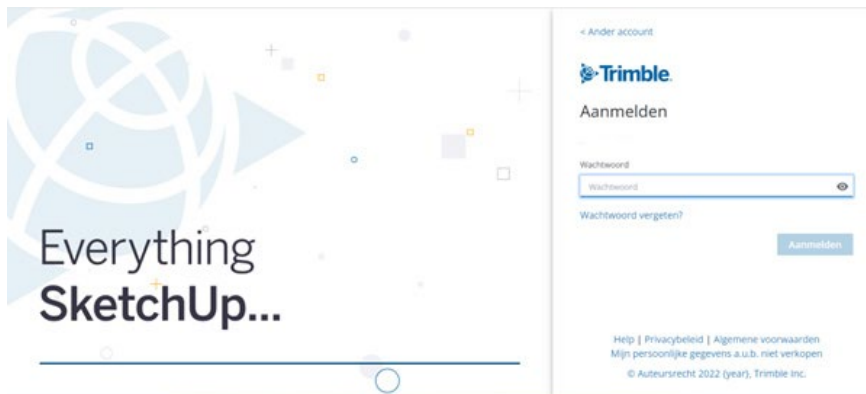 Everything
SketchUp...
< Ander account
Trimble.
Aanmelden
Wachtwoord
Wachtwoord
Wachtwoord vergeten?
Aanmelden
Help | Privacybeleid | Algemene voorwaarden
Mijn persoonlijke gegevens a.u.b. niet verkopen
© Auteursrecht 2022 {year}, Trimble Inc.